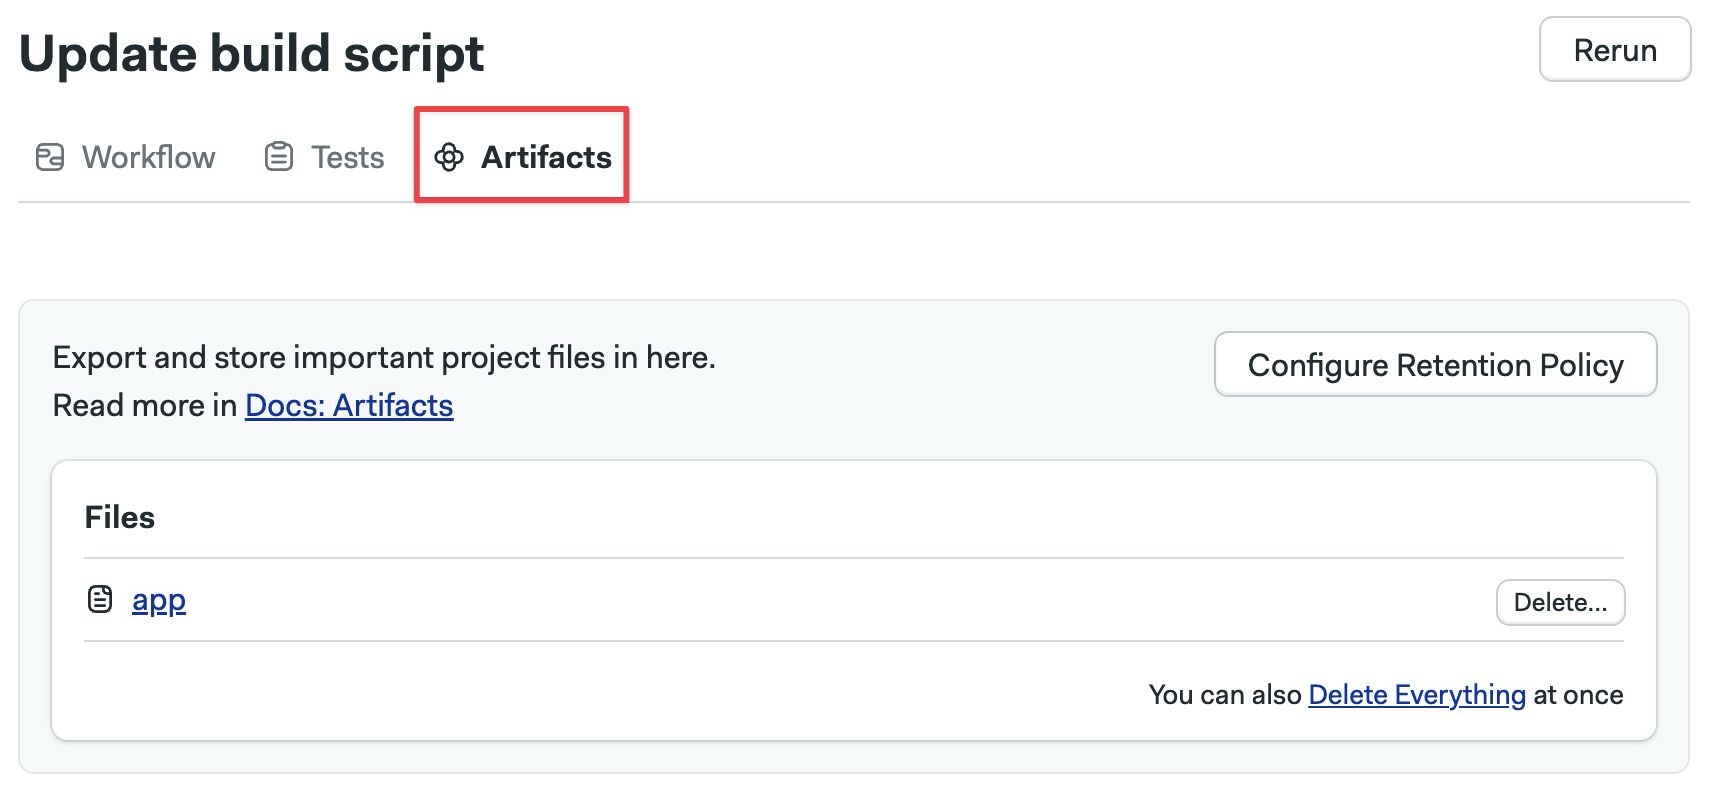 Update build script
Rerun
Workflow
Tests
Artifacts
Export and store important project files in here.
Configure Retention Policy
Read more in Docs: Artifacts
Files
app
Delete...
You can also Delete Everything at once